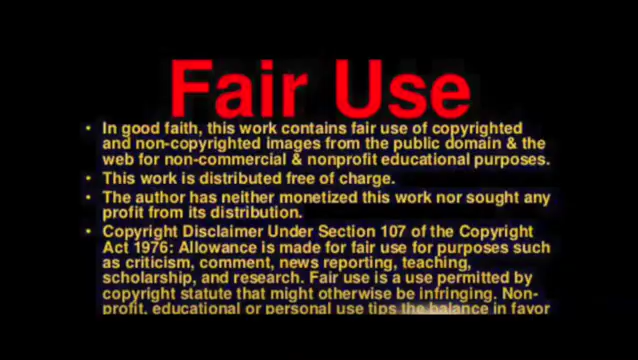 Fair Use
• In good faith, this work contains fair use of copyrighted
and non-copyrighted images from the public domain & the
web for non-commercial & nonprofit educational purposes.
• This work is distributed free of charge.
• The author has neither monetized this work nor sought any
profit from its distribution.
• Copyright Disclaimer Under Section 107 of the Copyright
Act 1976: Allowance is made for fair use for purposes such
as criticism, comment, news reporting, teaching,
scholarship, and research. Fair use is a use permitted by
copyright statute that might otherwise be infringing. Non-
profit, educational or personal use tips the balance in favor